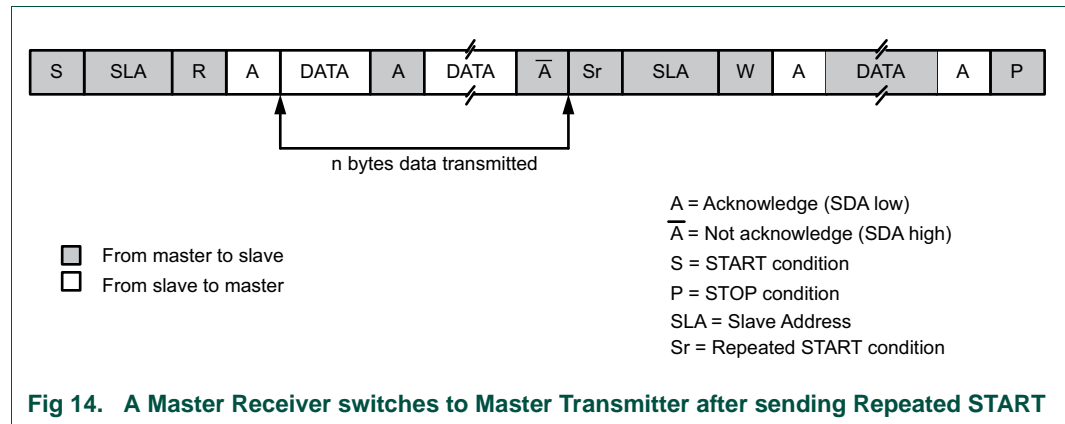 S SLA R A DATA A DATA A̅ Sr SLA W A DATA A P
n bytes data transmitted
From master to slave
From slave to master
A = Acknowledge (SDA low)
A̅ = Not acknowledge (SDA high)
S = START condition
P = STOP condition
SLA = Slave Address
Sr = Repeated START condition
Fig 14. A Master Receiver switches to Master Transmitter after sending Repeated START